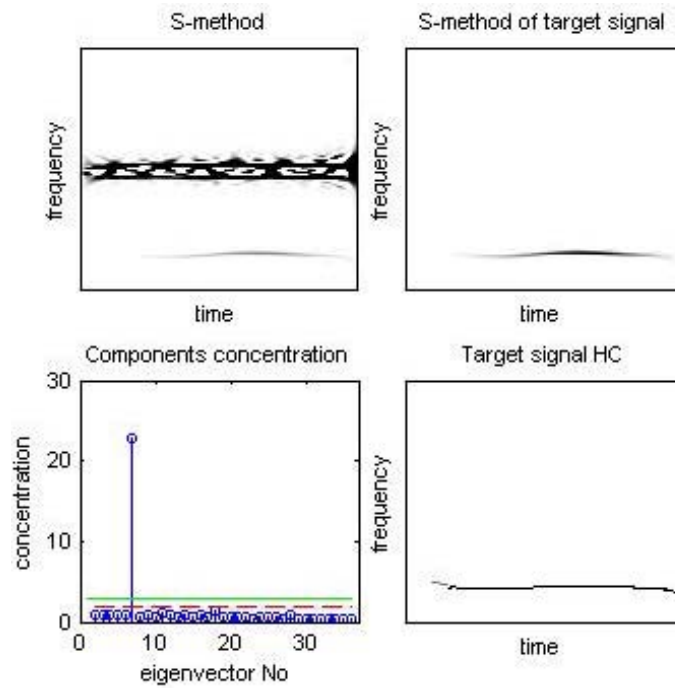 S-method
frequency
time
S-method of target signal
frequency
time
Components concentration
concentration
30
20
10
0
0
10
20
30
eigenvector No
Target signal HC
frequency
time